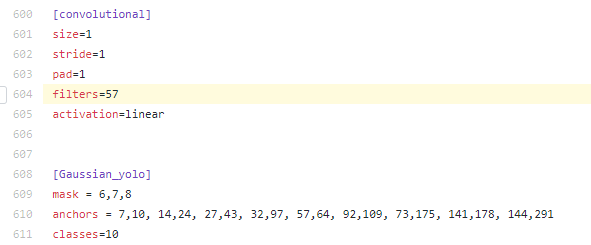 600 [convolutional]
601 size=1
602 stride=1
603 pad=1
604 filters=57
605 activation=linear
606
607
608 [Gaussian_yolo]
609 mask = 6,7,8
610 anchors = 7,10, 14,24, 27,43, 32,97, 57,64, 92,109, 73,175, 141,178, 144,291
611 classes=10